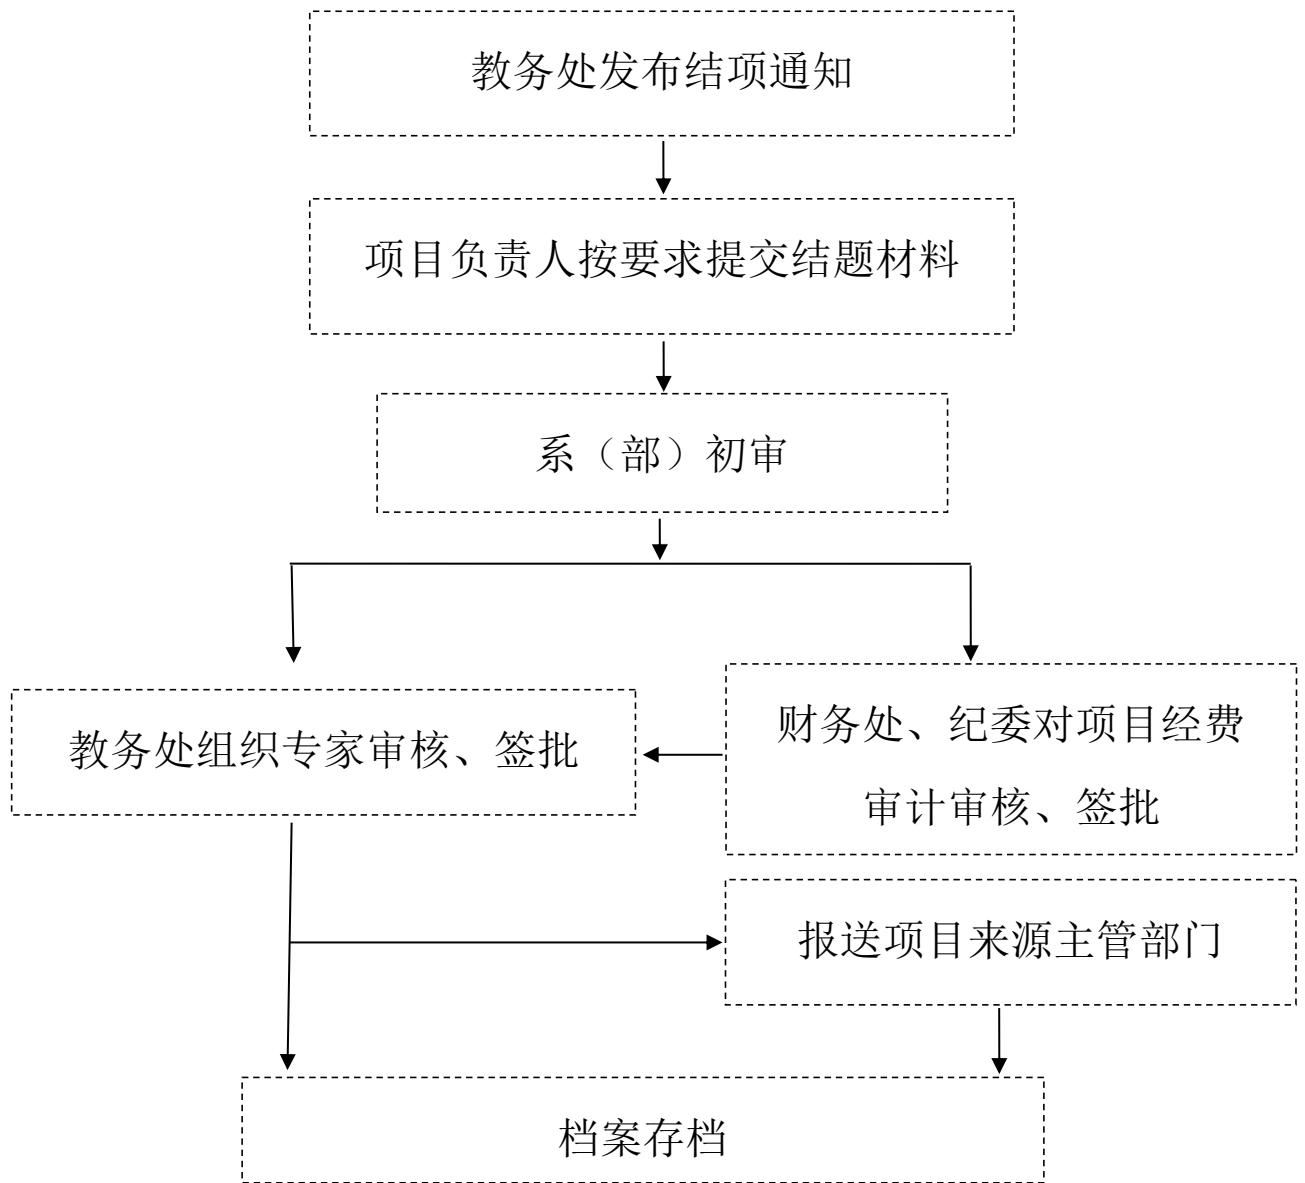 教务处发布结项通知
项目负责人按要求提交结题材料
系（部）初审
教务处组织专家审核、签批
财务处、纪委对项目经费
审计审核、签批
报送项目来源主管部门
档案存档